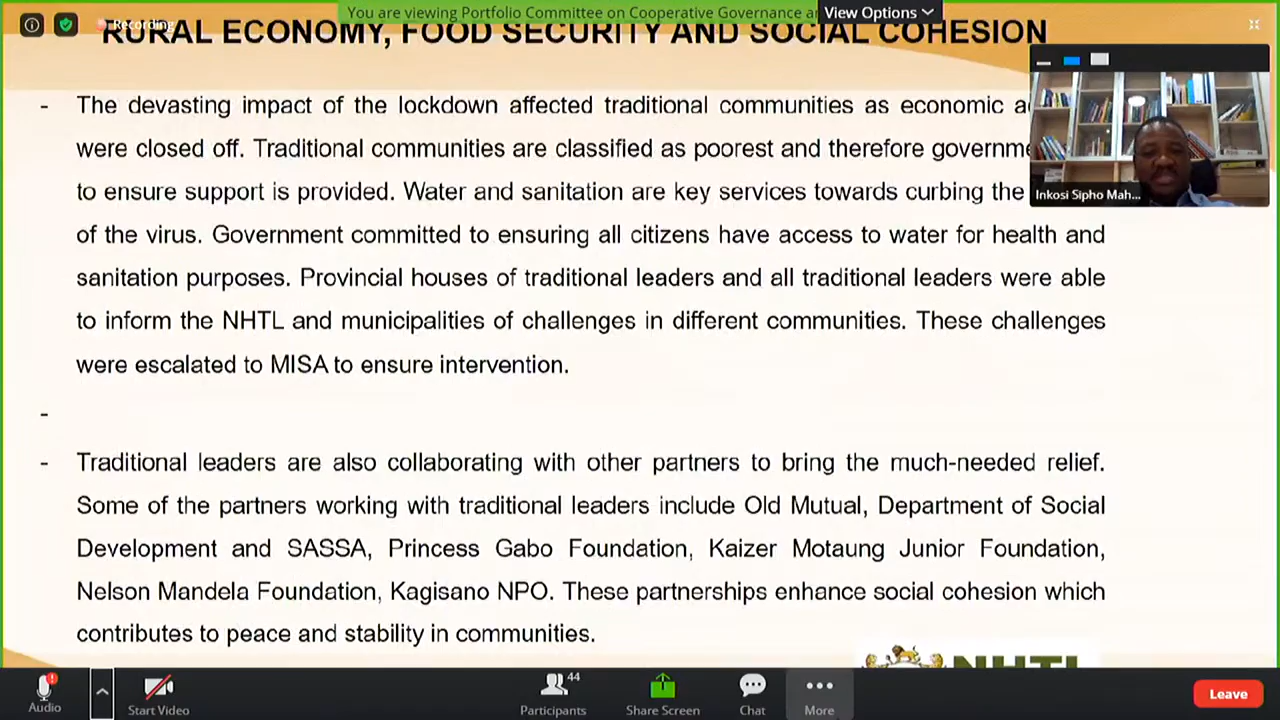 You are viewing Portfolio Committee on Cooperative Governance a
View Options
Recording
RURAL ECONOMY, FOOD SECURITY AND SOCIAL COHESION
- The devasting impact of the lockdown affected traditional communities as economic a
were closed off. Traditional communities are classified as poorest and therefore governme
to ensure support is provided. Water and sanitation are key services towards curbing the
of the virus. Government committed to ensuring all citizens have access to water for health and
sanitation purposes. Provincial houses of traditional leaders and all traditional leaders were able
to inform the NHTL and municipalities of challenges in different communities. These challenges
were escalated to MISA to ensure intervention.
-
- Traditional leaders are also collaborating with other partners to bring the much-needed relief.
Some of the partners working with traditional leaders include Old Mutual, Department of Social
Development and SASSA, Princess Gabo Foundation, Kaizer Motaung Junior Foundation,
Nelson Mandela Foundation, Kagisano NPO. These partnerships enhance social cohesion which
contributes to peace and stability in communities.
Inkosi Sipho Mah...
NHTL
Audio
Start Video
Participants
44
Share Screen
Chat
More
Leave